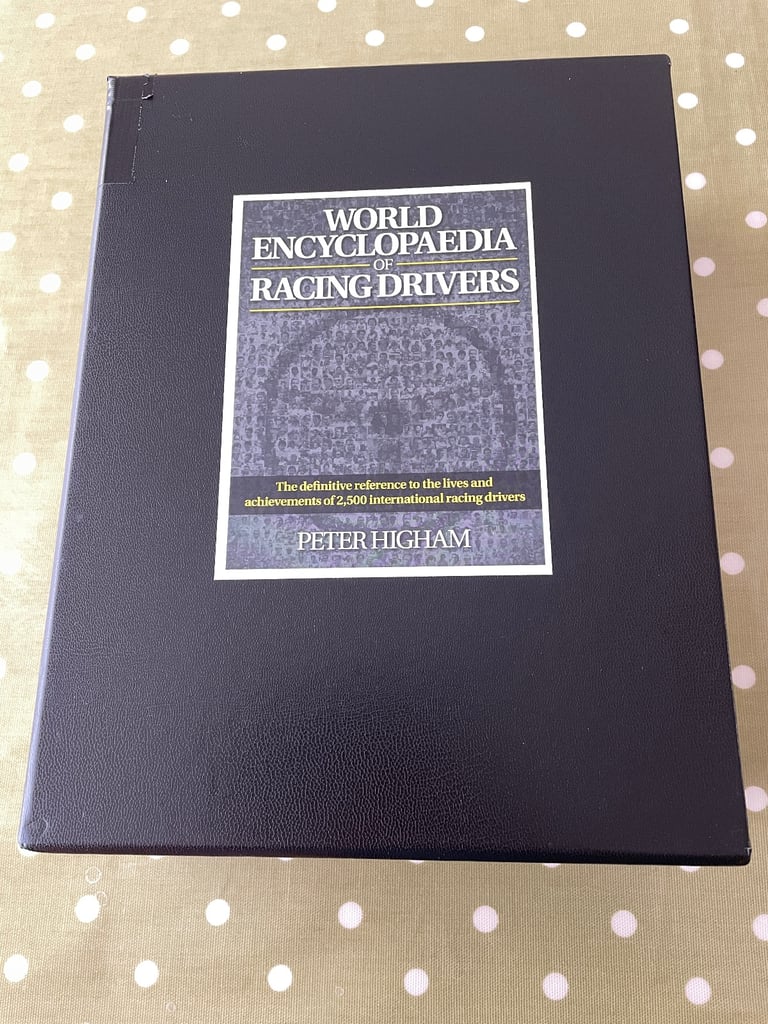 WORLD
ENCYCLOPAEDIA
OF
RACING DRIVERS
The definitive reference to the lives and
achievements of 2,500 international racing drivers
PETER HIGHAM